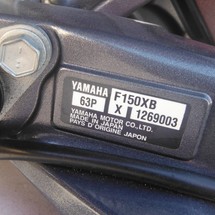 YAMAHA F150XB
63P X 1269003
YAMAHA MOTOR CO.,LTD.
MADE IN JAPAN
PAYS D'ORIGINE JAPON